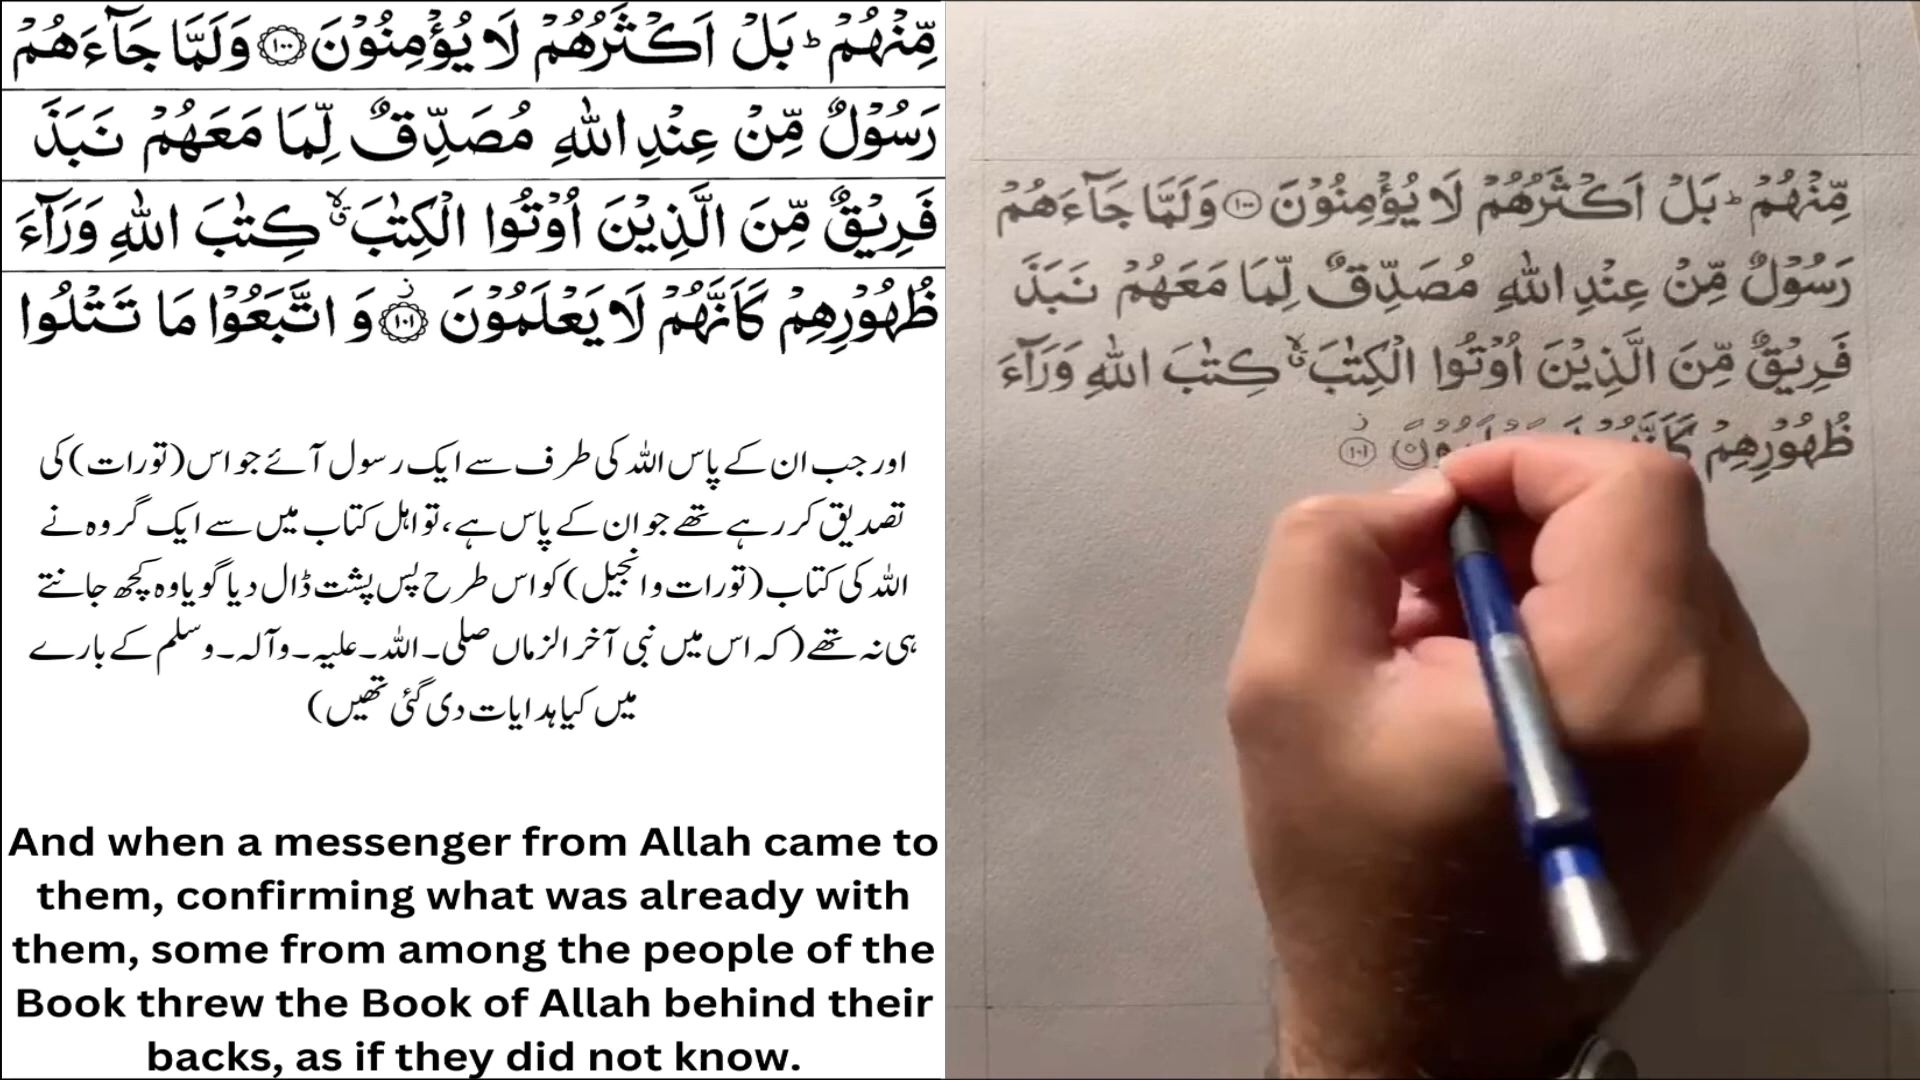 مِّنْهُمْ ؕ بَلْ اَكْثَرُهُمْ لَا يُؤْمِنُوْنَ ۝۱۰۰ وَلَمَّا جَآءَهُمْ
رَسُوْلٌ مِّنْ عِنْدِ اللّٰهِ مُصَدِّقٌ لِّمَا مَعَهُمْ نَبَذَ
فَرِيْقٌ مِّنَ الَّذِيْنَ اُوْتُوا الْكِتٰبَ ۙۗ كِتٰبَ اللّٰهِ وَرَآءَ
ظُهُوْرِهِمْ كَاَنَّهُمْ لَا يَعْلَمُوْنَ ۝۱۰۱ ز وَ اتَّبَعُوْا مَا تَتْلُوا
اور جب ان کے پاس اللہ کی طرف سے ایک رسول آئے جو اس (تورات) کی
تصدیق کر رہے تھے جو ان کے پاس ہے، تو اہل کتاب میں سے ایک گروہ نے
اللہ کی کتاب (تورات و انجیل) کو اس طرح پس پشت ڈال دیا گویا وہ کچھ جانتے
ہی نہ تھے (کہ اس میں نبی آخر الزماں صلی۔اللہ۔علیہ۔وآلہ۔وسلم کے بارے
میں کیا ہدایات دی گئی تھیں)
And when a messenger from Allah came to
them, confirming what was already with
them, some from among the people of the
Book threw the Book of Allah behind their
backs, as if they did not know.
مِّنْهُمْ ؕ بَلْ اَكْثَرُهُمْ لَا يُؤْمِنُوْنَ ۝۱۰۰ وَلَمَّا جَآءَهُمْ
رَسُوْلٌ مِّنْ عِنْدِ اللّٰهِ مُصَدِّقٌ لِّمَا مَعَهُمْ نَبَذَ
فَرِيْقٌ مِّنَ الَّذِيْنَ اُوْتُوا الْكِتٰبَ ۙۗ كِتٰبَ اللّٰهِ وَرَآءَ
ظُهُوْرِهِمْ ۝۱۰۱ ز